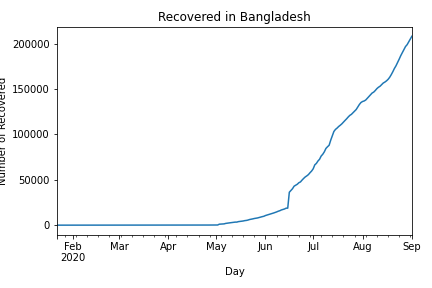 Recovered in Bangladesh
200000
150000
100000
50000
0
Number of Recovered
Feb Mar Apr May Jun Jul Aug Sep
2020
Day